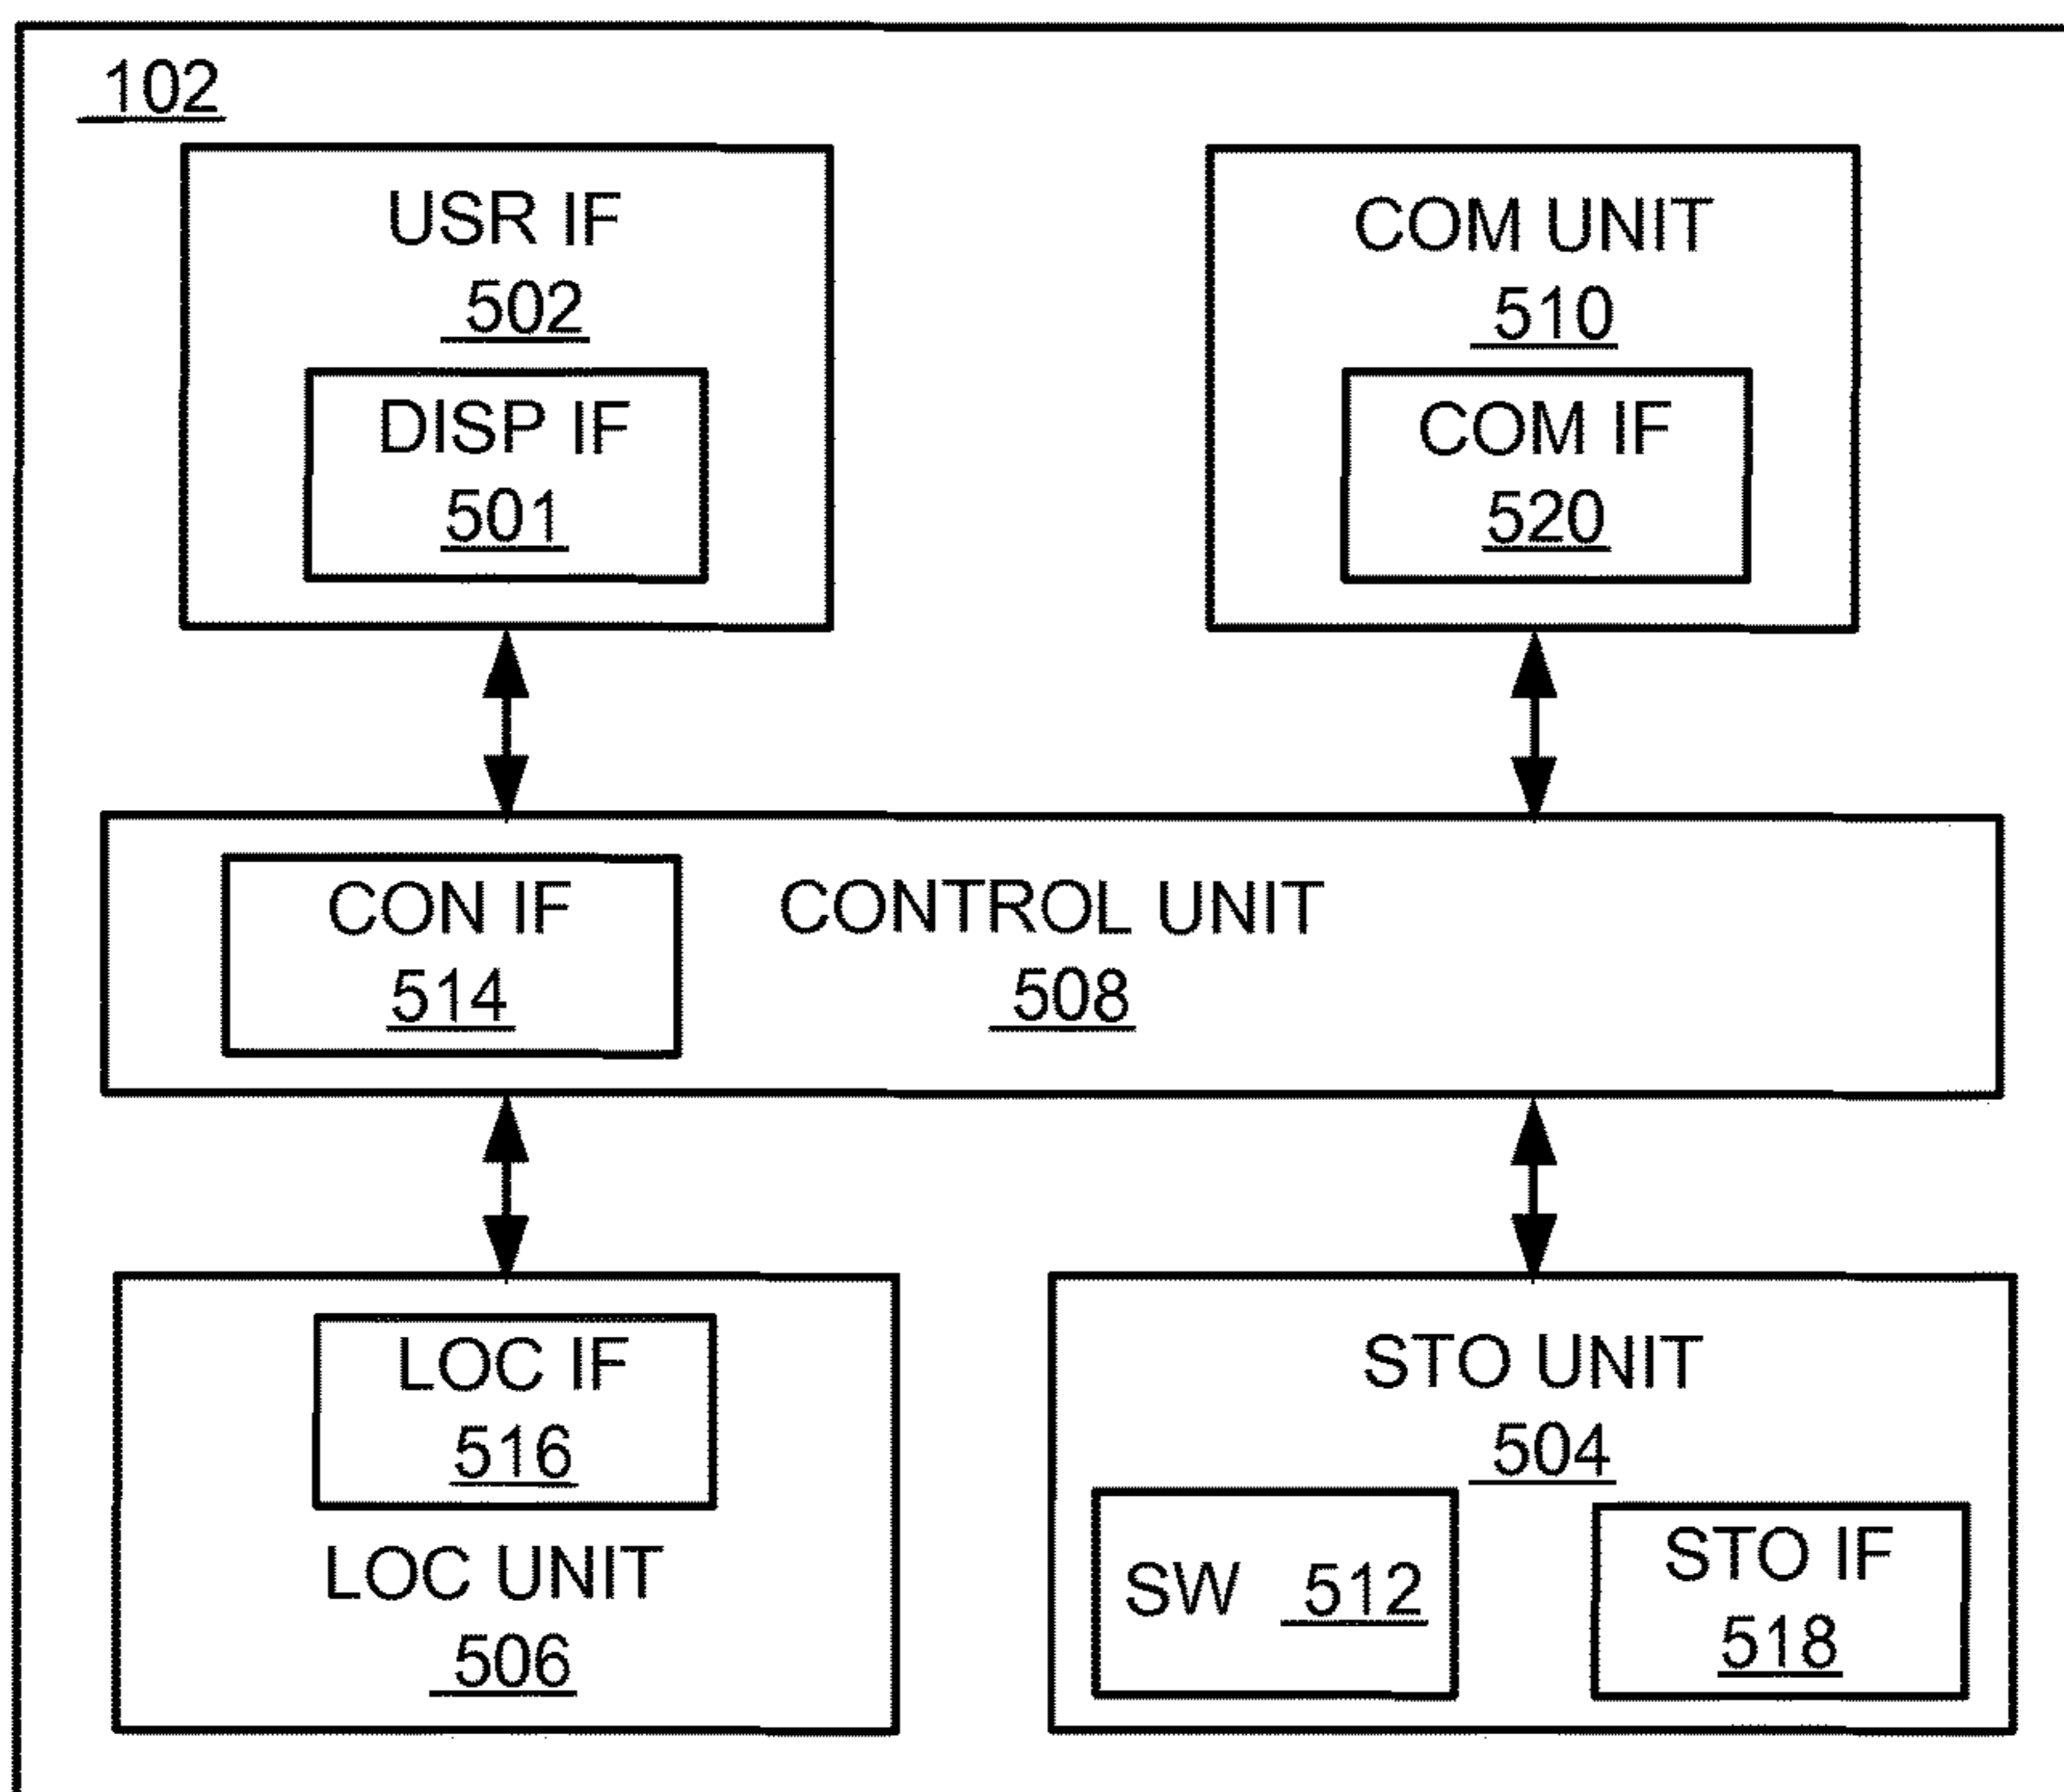 102
USR IF
502
DISP IF
501
COM UNIT
510
COM IF
520
CON IF
514
CONTROL UNIT
508
LOC IF
516
LOC UNIT
506
STO UNIT
504
SW 512
STO IF
518